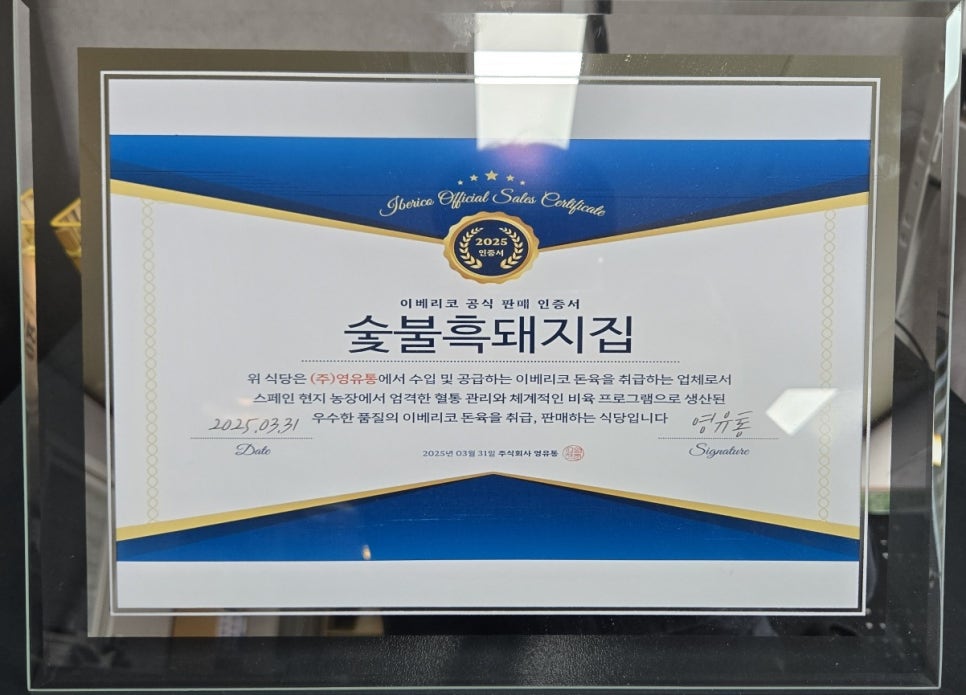 Iberico Official Sales Certificate
2025
인증서
이베리코 공식 판매 인증서
숯불흑돼지집
위 식당은 (주)영유통에서 수입 및 공급하는 이베리코 돈육을 취급하는 업체로서
스페인 현지 농장에서 엄격한 혈통 관리와 체계적인 비육 프로그램으로 생산된
우수한 품질의 이베리코 돈육을 취급, 판매하는 식당입니다
2025.03.31
영유통
Date
Signature
2025년 03월 31일 주식회사 영유통